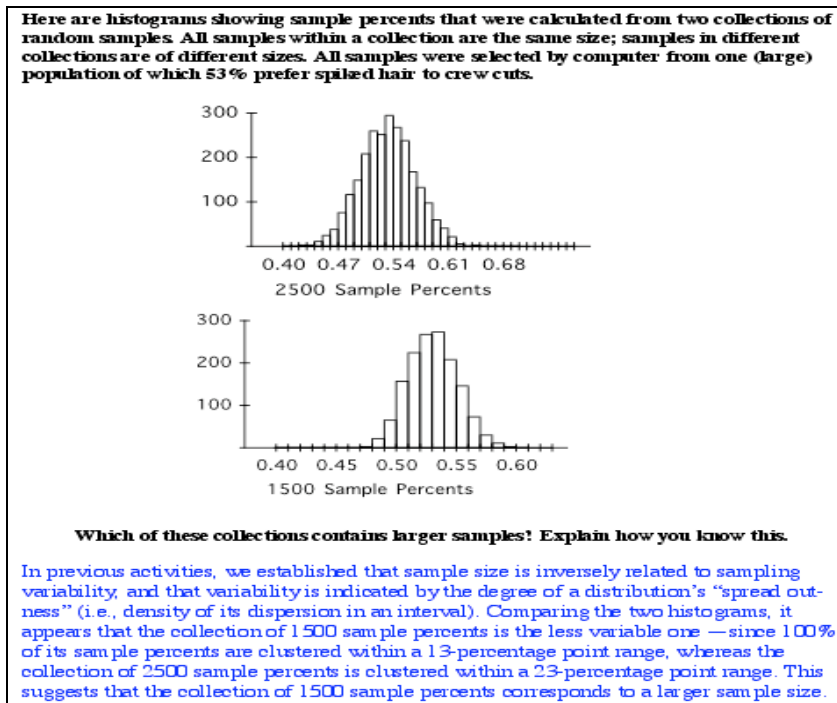 Here are histograms showing sample percents that were calculated from two collections of
random samples. All samples within a collection are the same size; samples in different
collections are of different sizes. All samples were selected by computer from one (large)
population of which 53% prefer spiked hair to crew cuts.
300
200
100
0.40 0.47 0.54 0.61 0.68
2500 Sample Percents
300
200
100
0.40 0.45 0.50 0.55 0.60
1500 Sample Percents
Which of these collections contains larger samples? Explain how you know this.
In previous activities, we established that sample size is inversely related to sampling
variability, and that variability is indicated by the degree of a distribution's “spread out-
ness” (i.e., density of its dispersion in an interval). Comparing the two histograms, it
appears that the collection of 1500 sample percents is the less variable one — since 100%
of its sample percents are clustered within a 13-percentage point range, whereas the
collection of 2500 sample percents is clustered within a 23-percentage point range. This
suggests that the collection of 1500 sample percents corresponds to a larger sample size.